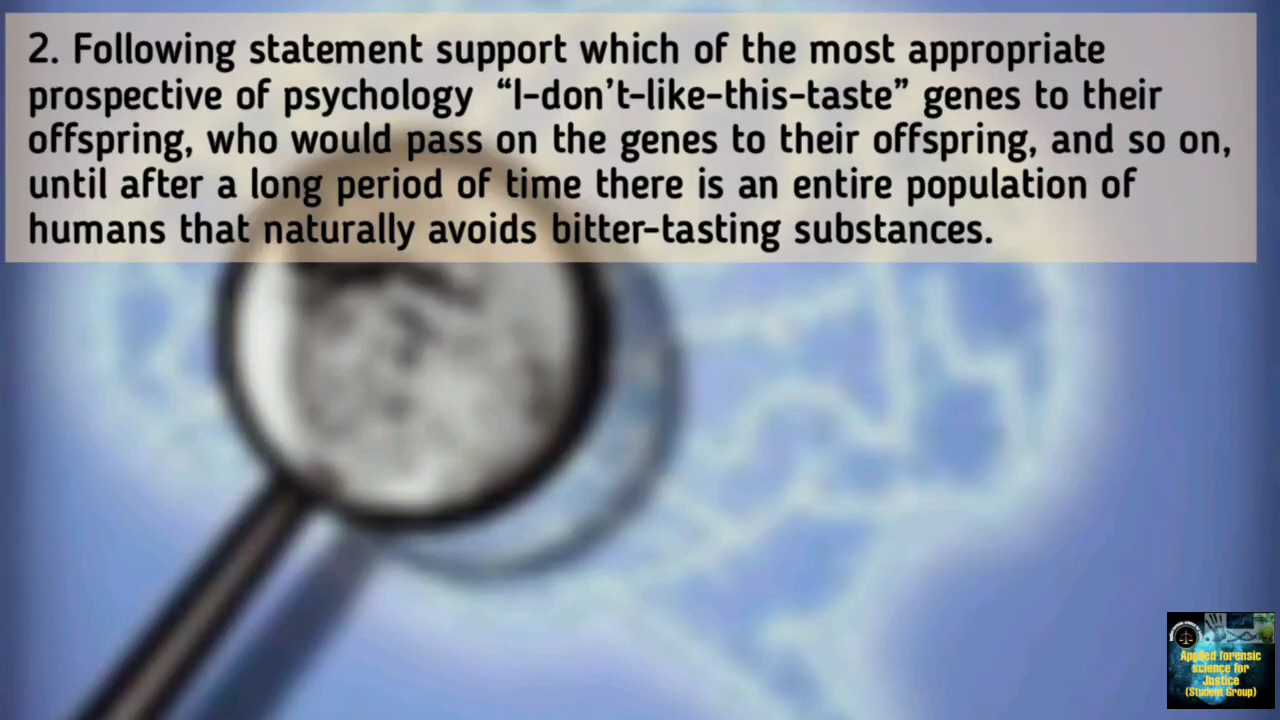 2. Following statement support which of the most appropriate
prospective of psychology “I-don’t-like-this-taste” genes to their
offspring, who would pass on the genes to their offspring, and so on,
until after a long period of time there is an entire population of
humans that naturally avoids bitter-tasting substances.
Applied forensic
science for
Justice
(Student Group)